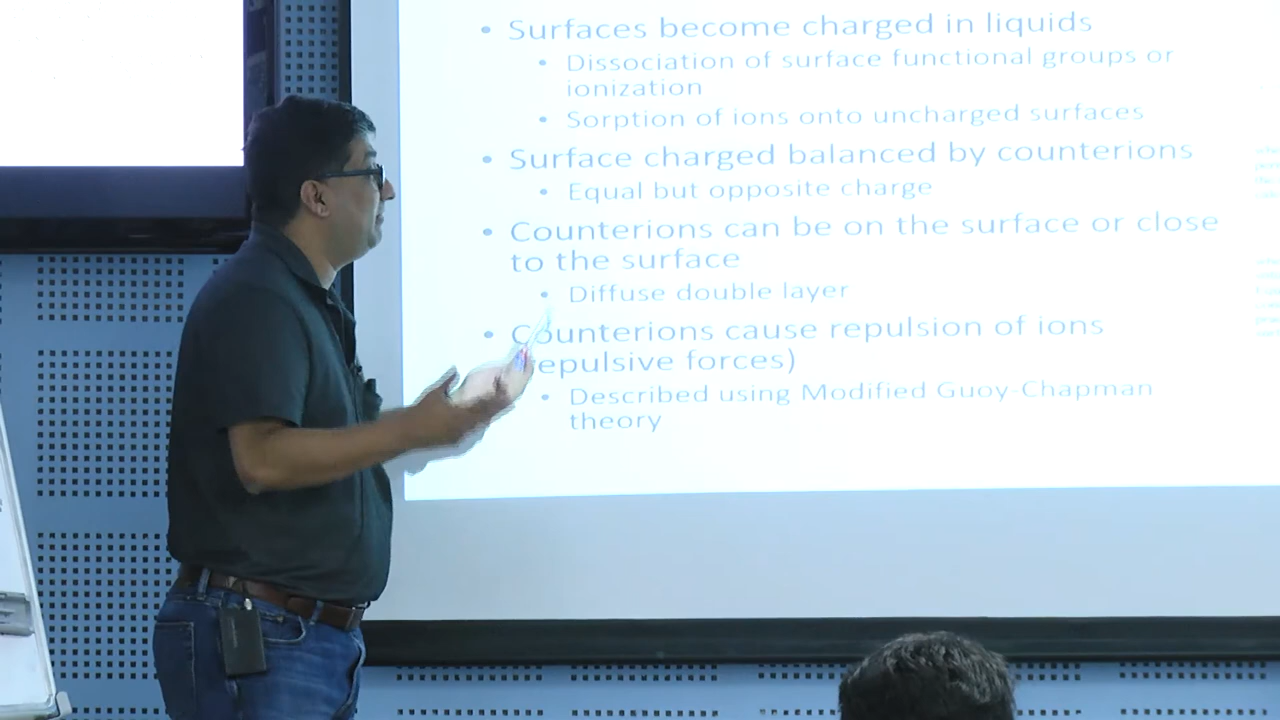 • Surfaces become charged in liquids
• Dissociation of surface functional groups or
ionization
• Sorption of ions onto uncharged surfaces
• Surface charged balanced by counterions
• Equal but opposite charge
• Counterions can be on the surface or close
to the surface
• Diffuse double layer
• Counterions cause repulsion of ions
epulsive forces)
• Described using Modified Guoy-Chapman
theory